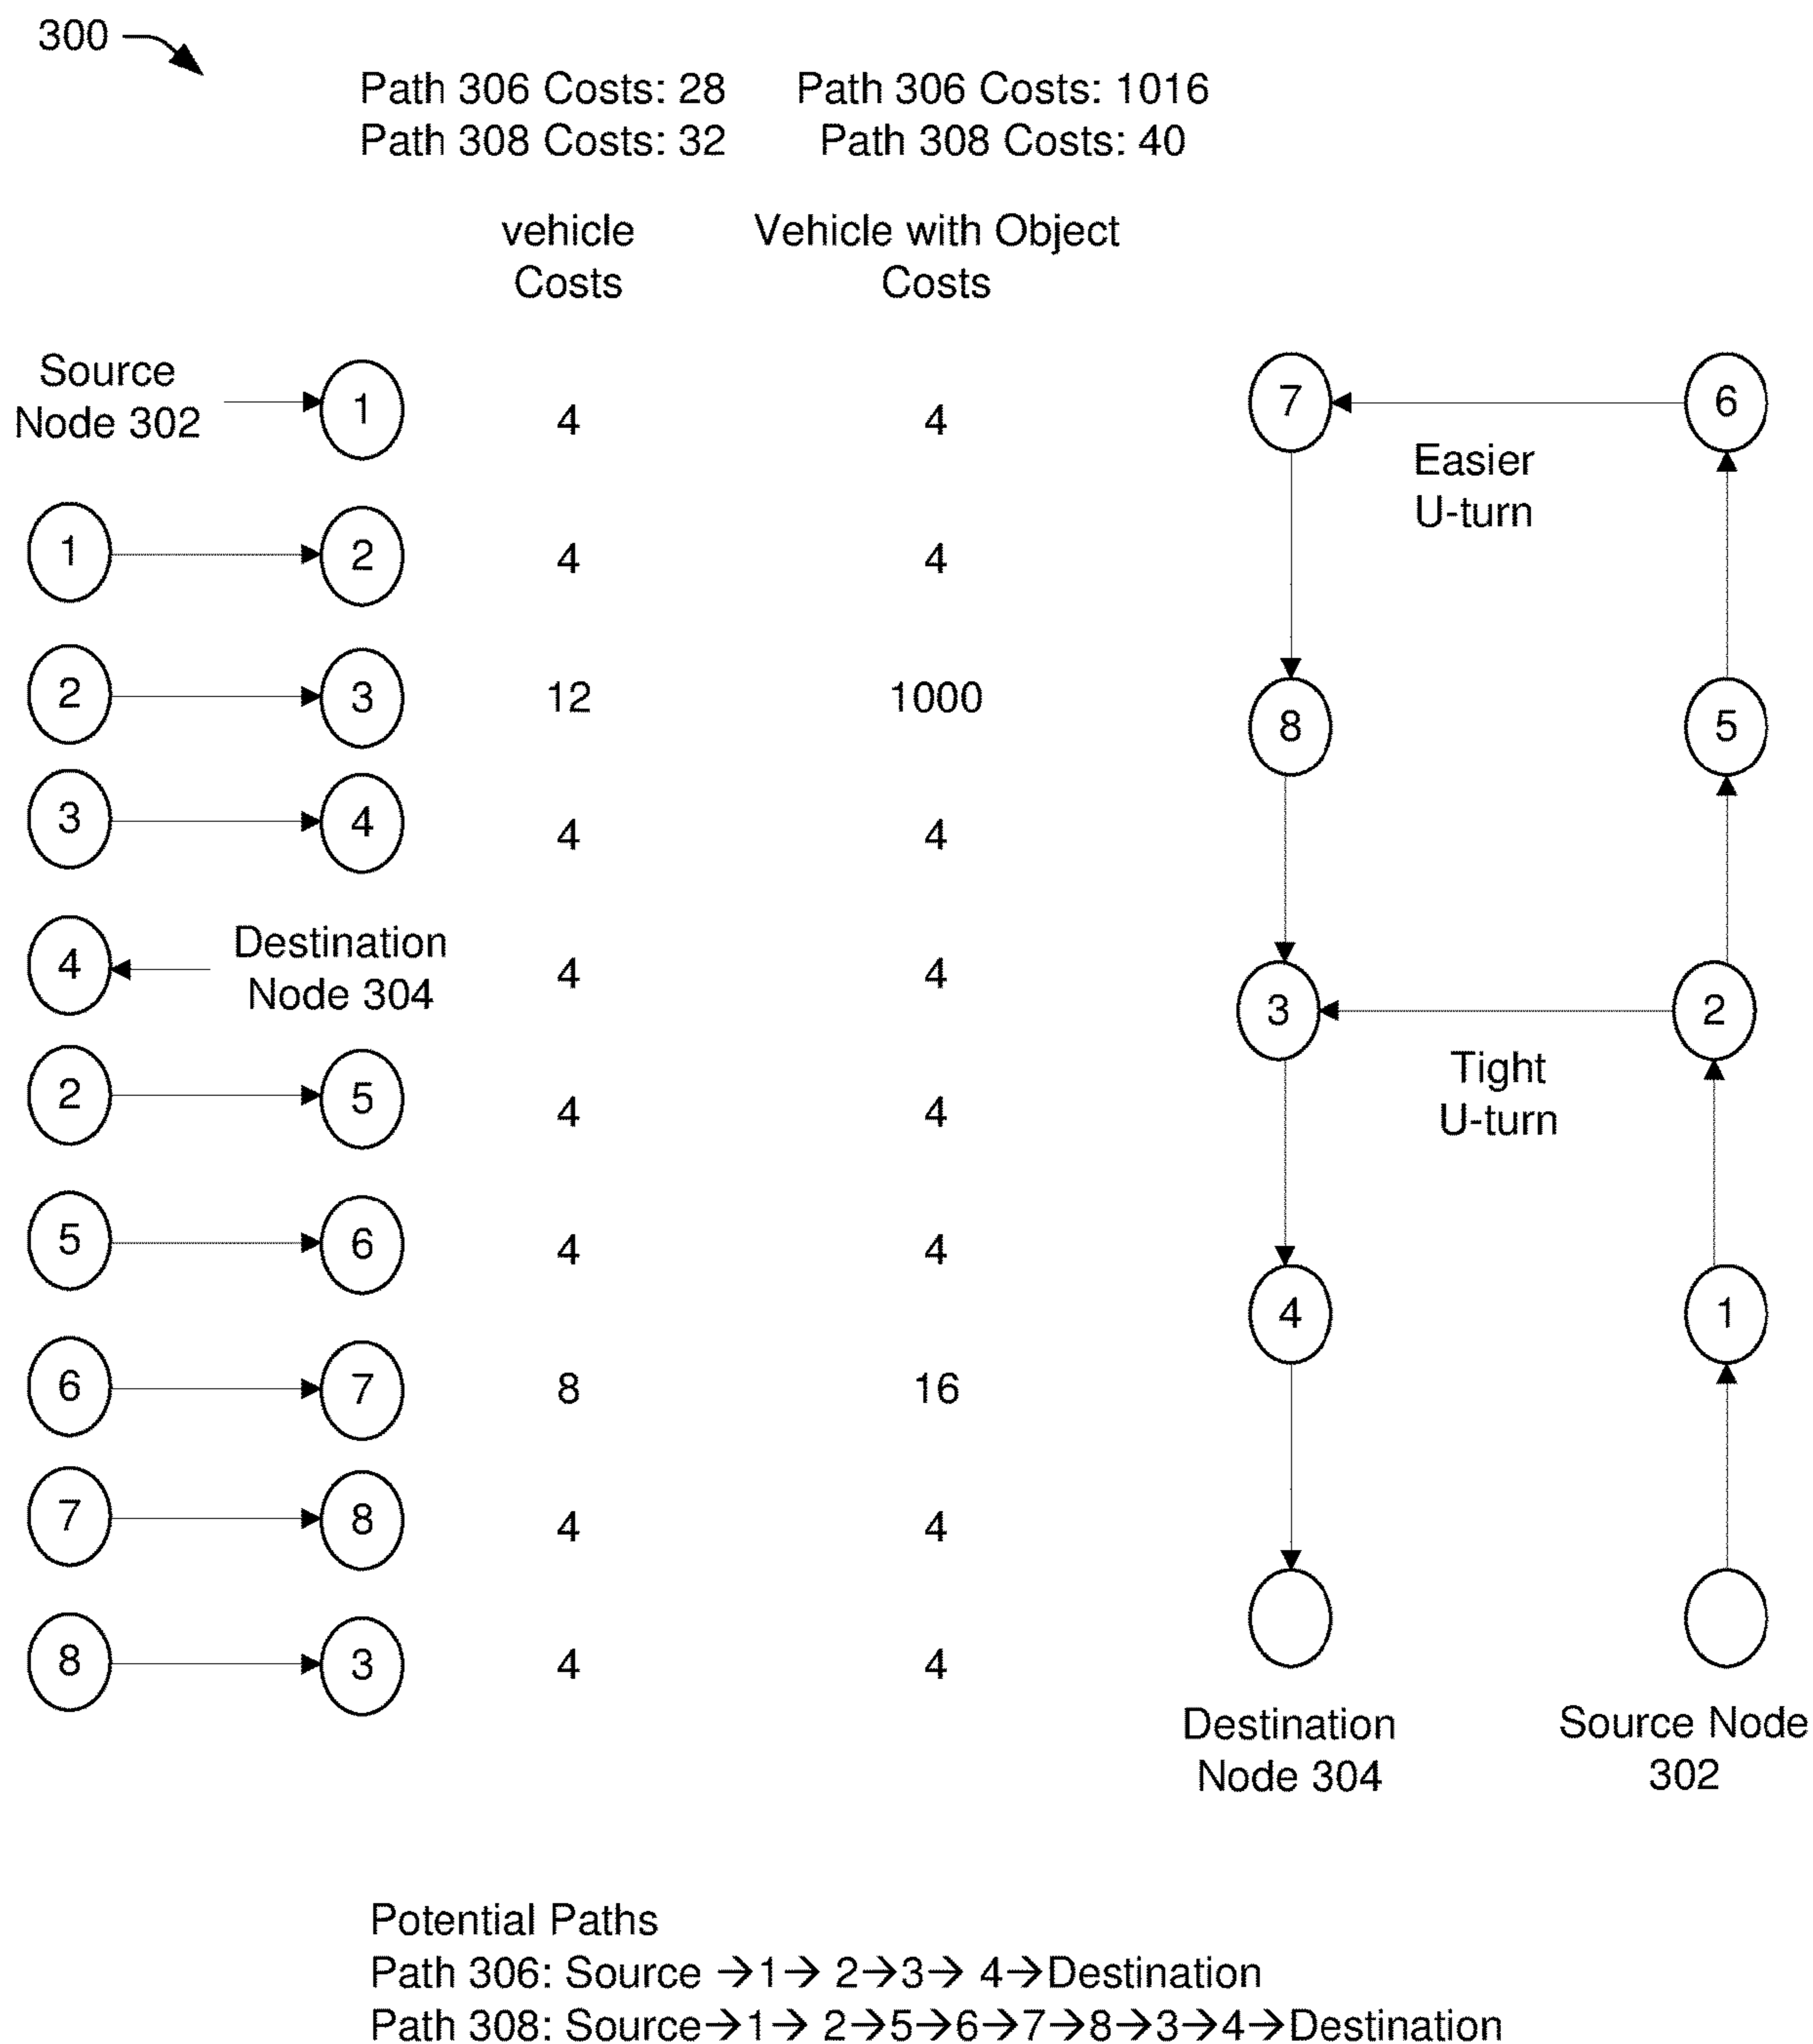 300
Path 306 Costs: 28 Path 306 Costs: 1016
Path 308 Costs: 32 Path 308 Costs: 40
vehicle Costs
Vehicle with Object Costs
Source
Node 302
1
4 4
1 2 4 4
2 3 12 1000
3 4 4 4
4 Destination
Node 304
4 4
2 5 4 4
5 6 4 4
6 7 8 16
7 8 4 4
8 3 4 4
7 6
Easier
U-turn
8 5
3 2
Tight
U-turn
4 1
Destination
Node 304
Source Node
302
Potential Paths
Path 306: Source →1→ 2→3→ 4→Destination
Path 308: Source→1→ 2→5→6→7→8→3→4→Destination